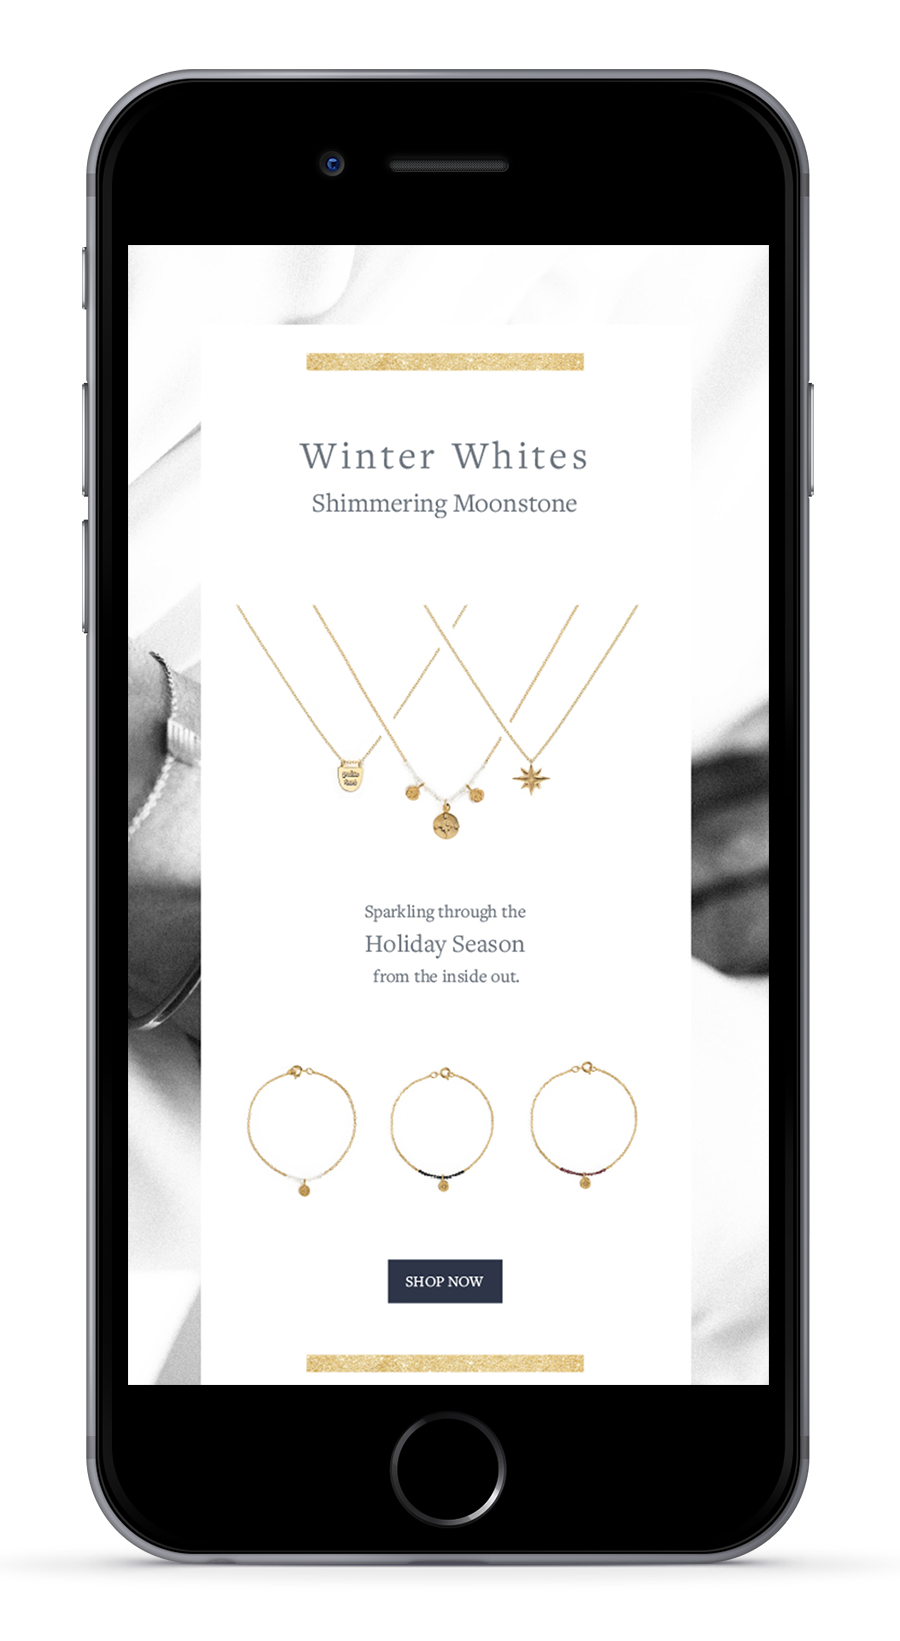 Winter Whites
Shimmering Moonstone
Sparkling through the
Holiday Season
from the inside out.
SHOP NOW